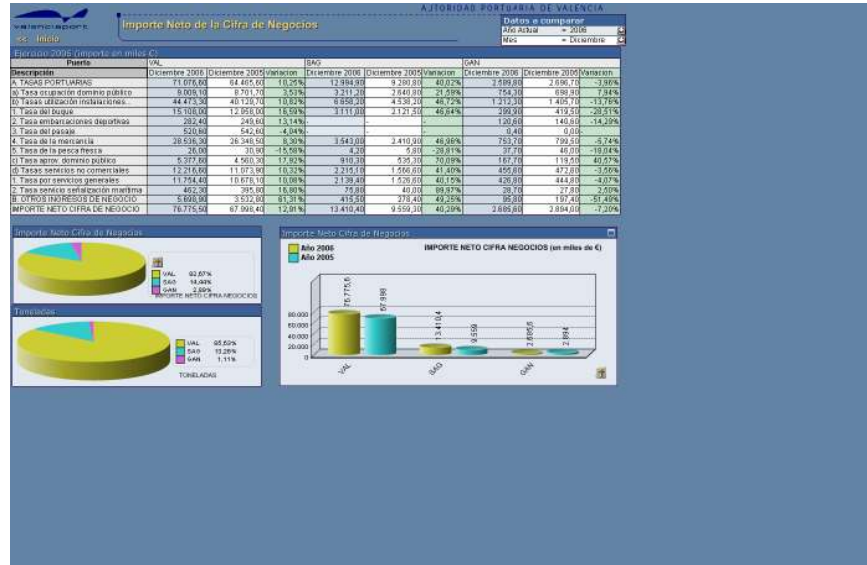 AUTORIDAD PORTUARIA DE VALENCIA
valenciaport
Importe Neto de la Cifra de Negocios
<< Inicio
Datos a comparar
Año Actual = 2006
Mes = Diciembre
Ejercicio 2006 (importe en miles €)
Puerto VAL SAG GAN
Descripción Diciembre 2006 Diciembre 2005 Variacion Diciembre 2006 Diciembre 2005 Variacion Diciembre 2006 Diciembre 2005 Variacion
A. TASAS PORTUARIAS 71.076,60 64.465,60 10,25% 12.994,90 9.280,80 40,02% 2.589,80 2.696,70 -3,96%
a) Tasa ocupación dominio público 9.009,10 8.701,70 3,53% 3.211,20 2.640,80 21,59% 754,30 698,90 7,94%
b) Tasas utilización instalaciones... 44.473,30 40.129,70 10,82% 6.658,20 4.538,20 46,72% 1.212,30 1.405,70 -13,76%
1. Tasa del buque 15.108,00 12.958,00 16,59% 3.111,00 2.121,50 46,64% 299,90 419,50 -28,51%
2. Tasa embarcaciones deportivas 282,40 249,60 13,14% - - 120,60 140,60 -14,29%
3. Tasa del pasaje 520,60 542,60 -4,04% - - 0,40 0,00 -
4. Tasa de la mercancía 28.536,30 26.348,50 8,30% 3.543,00 2.410,90 46,96% 753,70 799,50 -5,74%
5. Tasa de la pesca fresca 26,00 30,90 -15,58% 4,20 5,80 -26,81% 37,70 46,00 -18,04%
c) Tasa aprov. dominio público 5.377,60 4.560,30 17,92% 910,30 535,30 70,09% 167,70 119,50 40,57%
d) Tasas servicios no comerciales 12.216,60 11.073,90 10,32% 2.215,10 1.566,60 41,40% 455,60 472,60 -3,56%
1. Tasa por servicios generales 11.754,40 10.678,10 10,08% 2.139,40 1.526,60 40,15% 426,80 444,80 -4,07%
2. Tasa servicio señalización marítima 462,30 395,80 16,80% 75,80 40,00 89,97% 28,70 27,80 2,50%
B. OTROS INGRESOS DE NEGOCIO 5.698,90 3.532,80 61,31% 415,50 278,40 49,25% 95,80 197,40 -51,49%
IMPORTE NETO CIFRA DE NEGOCIO 76.775,50 67.998,40 12,91% 13.410,40 9.559,30 40,29% 2.685,60 2.894,00 -7,20%
Importe Neto Cifra de Negocios
VAL 82,67%
SAG 14,44%
GAN 2,89%
IMPORTE NETO CIFRA NEGOCIOS
Toneladas
VAL 85,63%
SAG 13,26%
GAN 1,11%
TONELADAS
Importe Neto Cifra de Negocios
Año 2006
Año 2005
IMPORTE NETO CIFRA NEGOCIOS (en miles de €)
80.000
60.000
40.000
20.000
0
76.775,5
67.998
13.410,4
9.559
2.685,6
2.894
VAL
SAG
GAN